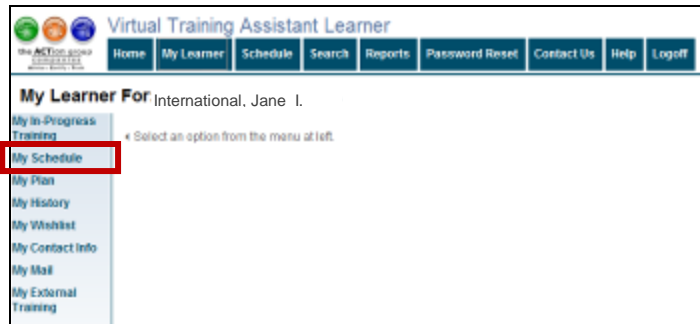 Virtual Training Assistant Learner
the ACTion group
companies
Home My Learner Schedule Search Reports Password Reset Contact Us Help Logoff
My Learner For International, Jane I.
My In-Progress
Training
« Select an option from the menu at left.
My Schedule
My Plan
My History
My Wishlist
My Contact Info
My Mail
My External
Training